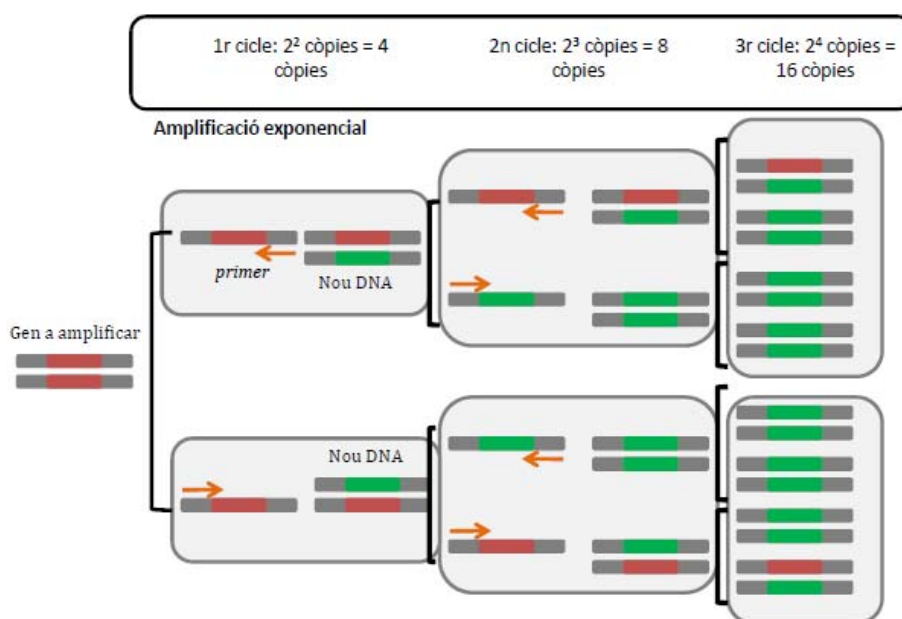 1r cicle: 2² còpies = 4
còpies
2n cicle: 2³ còpies = 8
còpies
3r cicle: 2⁴ còpies =
16 còpies
Amplificació exponencial
primer
Nou DNA
Gen a amplificar
Nou DNA